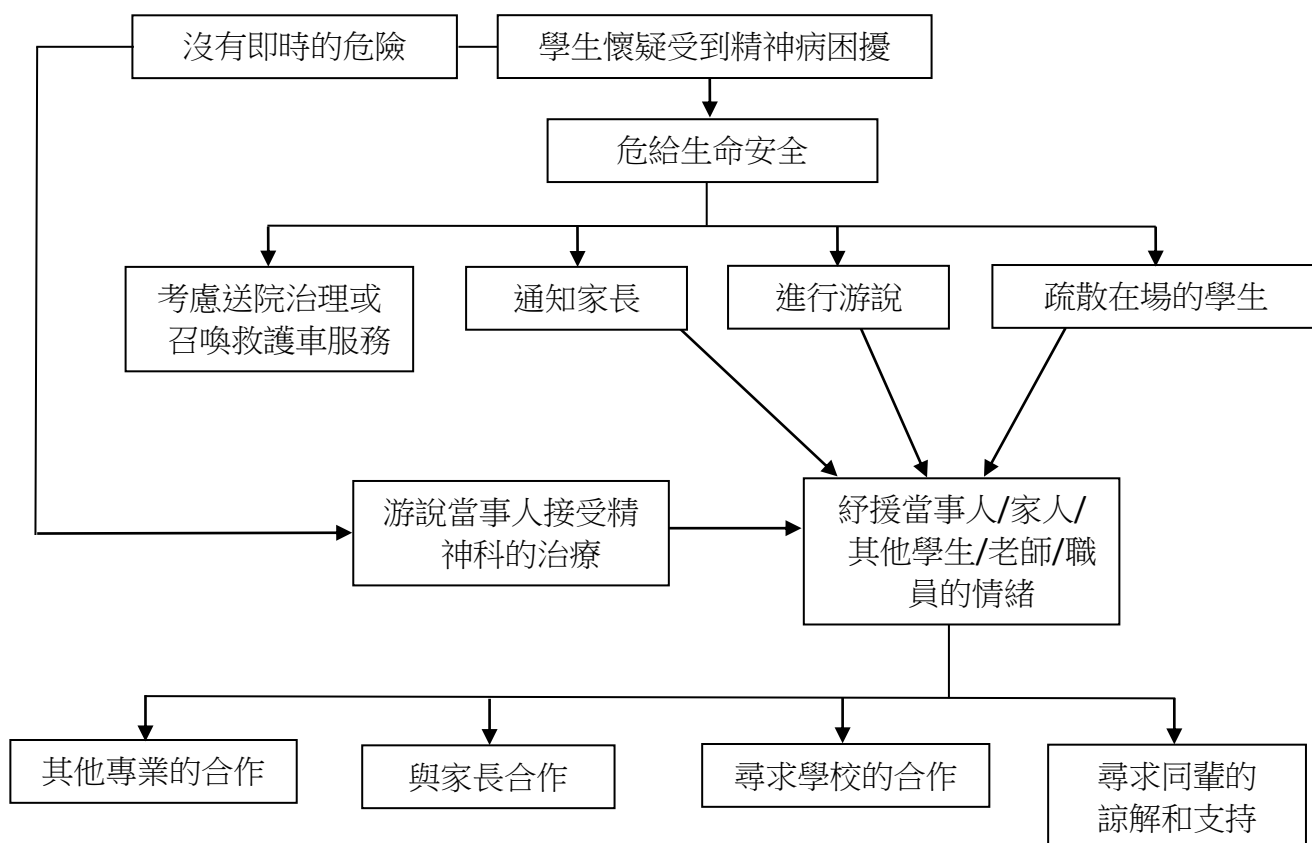 沒有即時的危險
學生懷疑受到精神病困擾
危給生命安全
考慮送院治理或
召喚救護車服務
通知家長
進行游說
疏散在場的學生
游說當事人接受精
神科的治療
紓援當事人/家人/
其他學生/老師/職
員的情緒
其他專業的合作
與家長合作
尋求學校的合作
尋求同輩的
諒解和支持